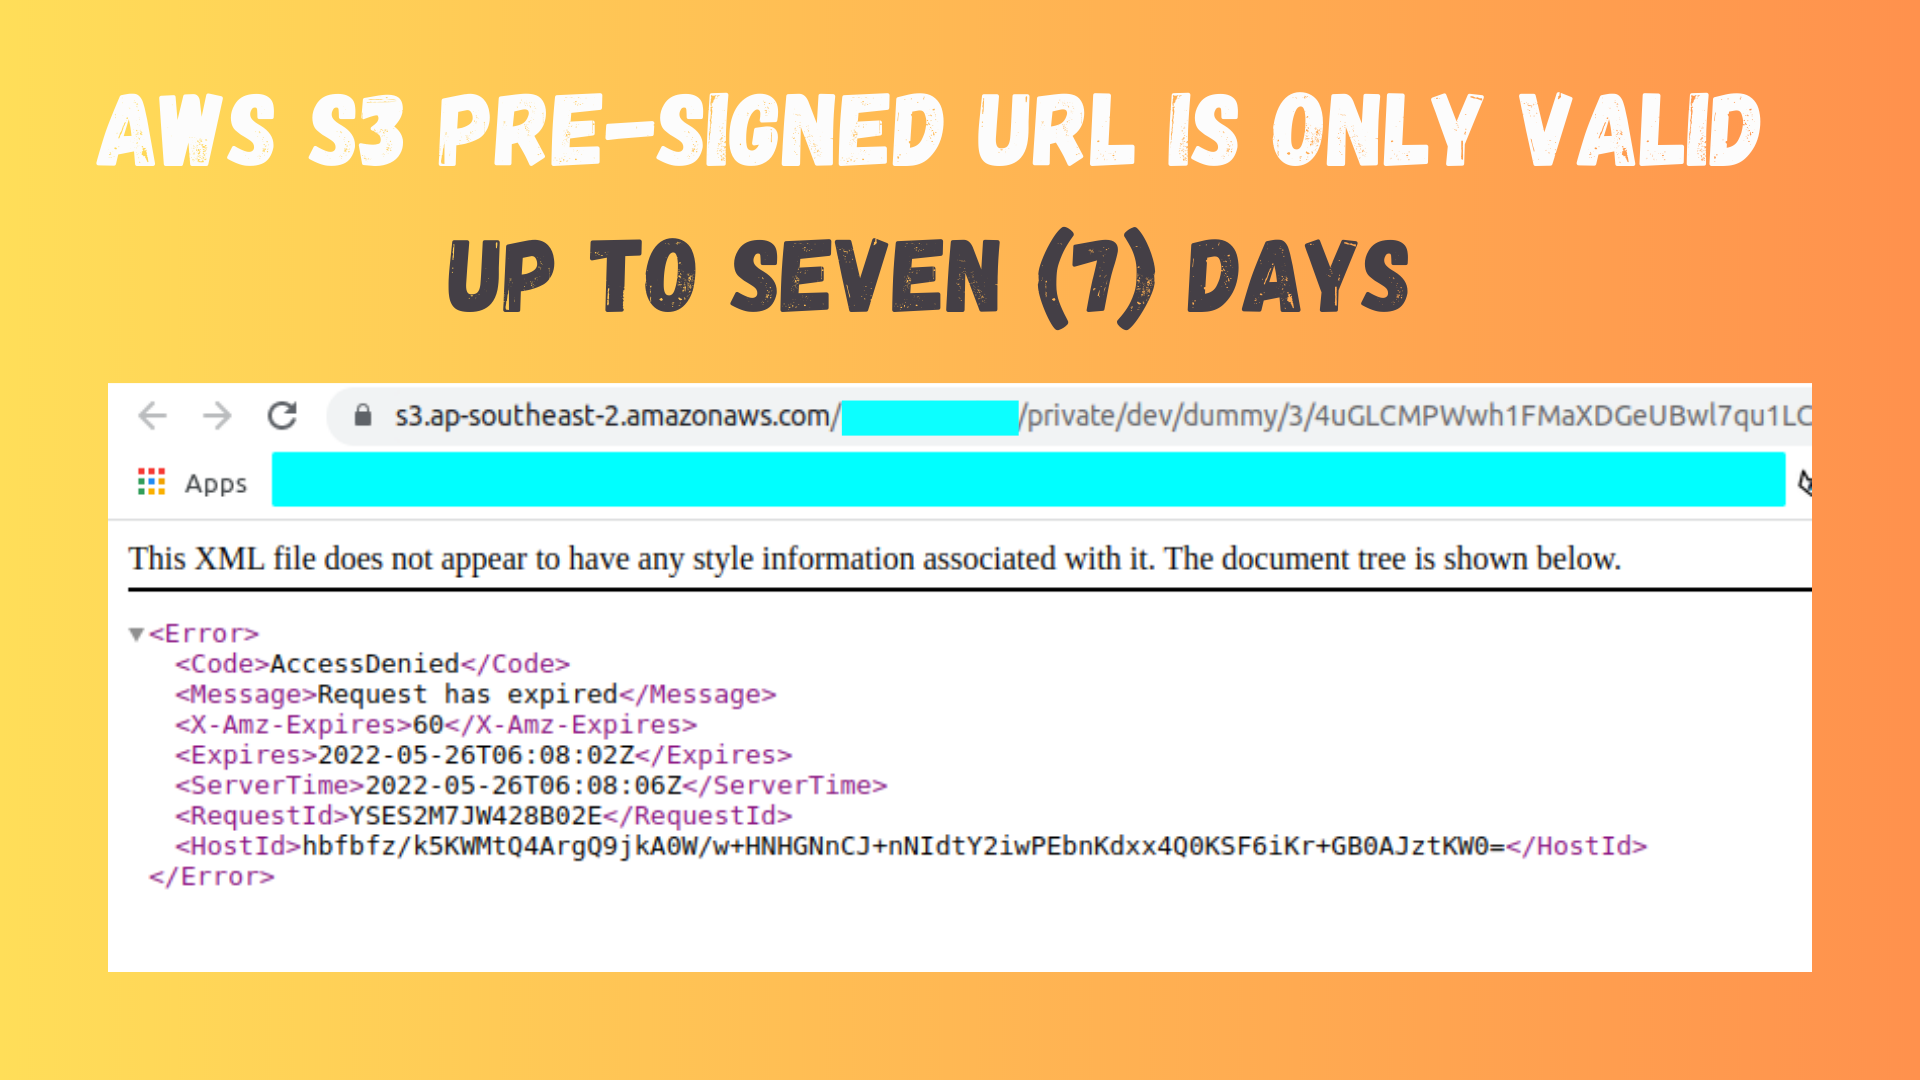 AWS S3 PRE-SIGNED URL IS ONLY VALID
UP TO SEVEN (7) DAYS
s3.ap-southeast-2.amazonaws.com/ /private/dev/dummy/3/4uGLCMPWwh1FMaXDGeUBwl7qu1LC
Apps
This XML file does not appear to have any style information associated with it. The document tree is shown below.
▼<Error>
<Code>AccessDenied</Code>
<Message>Request has expired</Message>
<X-Amz-Expires>60</X-Amz-Expires>
<Expires>2022-05-26T06:08:02Z</Expires>
<ServerTime>2022-05-26T06:08:06Z</ServerTime>
<RequestId>YSES2M7JW428B02E</RequestId>
<HostId>hbfbfz/k5KWMtQ4ArgQ9jkA0W/w+HNHGNnCJ+nNIdtY2iwPEbnKdxx4Q0KSF6iKr+GB0AJztKW0=</HostId>
</Error>